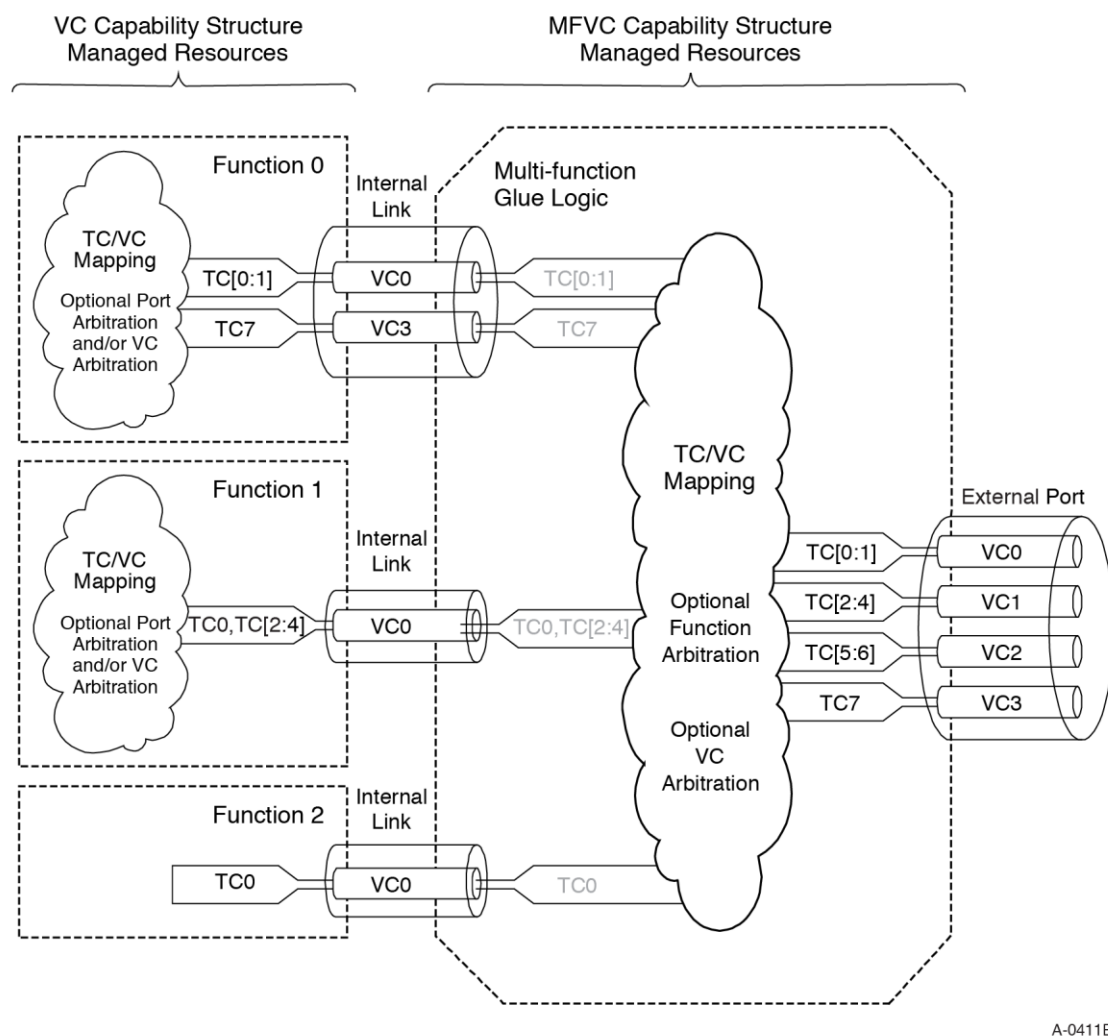 VC Capability Structure
Managed Resources
MFVC Capability Structure
Managed Resources
Function 0
TC/VC
Mapping
Optional Port
Arbitration
and/or VC
Arbitration
TC[0:1]
TC7
Internal
Link
VC0
VC3
Multi-function
Glue Logic
TC[0:1]
TC7
Function 1
TC/VC
Mapping
Optional Port
Arbitration
and/or VC
Arbitration
TC0,TC[2:4]
Internal
Link
VC0
TC0,TC[2:4]
Function 2
TC0
Internal
Link
VC0
TC0
TC/VC
Mapping
Optional
Function
Arbitration
Optional
VC
Arbitration
External Port
TC[0:1]
VC0
TC[2:4]
VC1
TC[5:6]
VC2
TC7
VC3
A-0411B